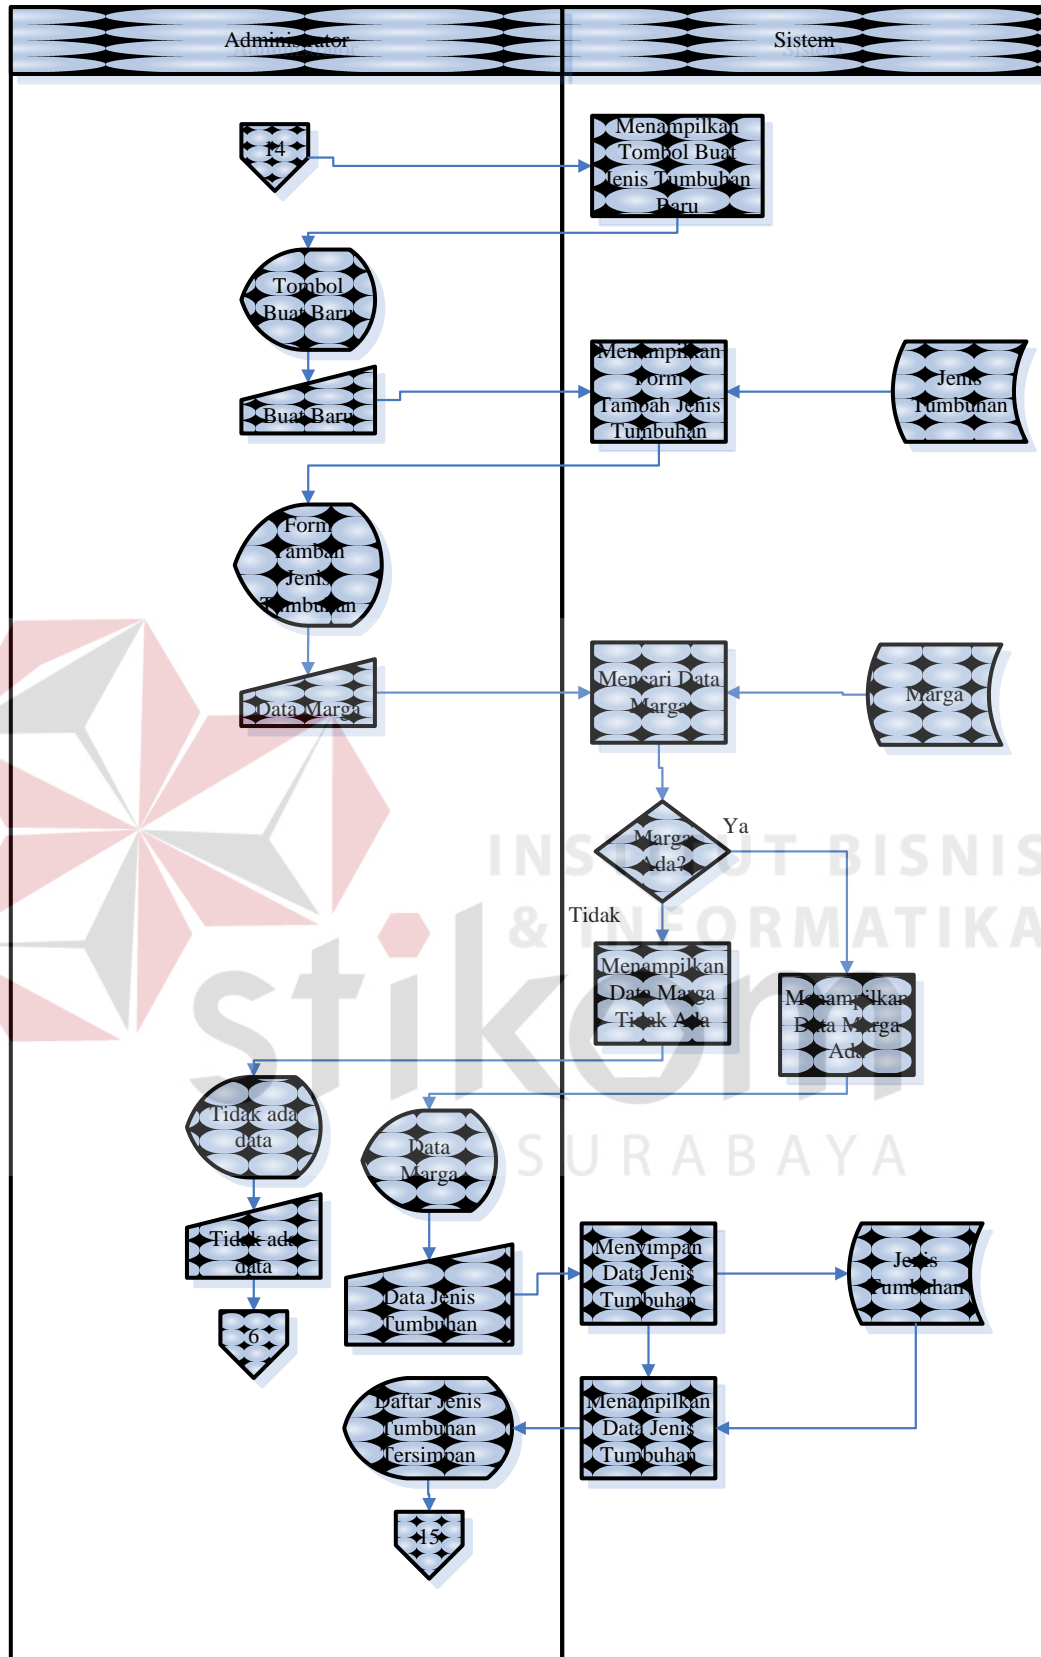 Administrator
Sistem
14
Menampilkan
Tombol Buat
Jenis Tumbuhan
Baru
Tombol
Buat Baru
Buat Baru
Menampilkan
Form
Tambah Jenis
Tumbuhan
Jenis
Tumbuhan
Form
Tambah
Jenis
Tumbuhan
Data Marga
Mencari Data
Marga
Marga
Marga
Ada?
Ya
Tidak
INSTITUT BISNIS
& INFORMATIKA
stikom
SURABAYA
Menampilkan
Data Marga
Tidak Ada
Menampilkan
Data Marga
Ada
Tidak ada
data
Data
Marga
Tidak ada
data
6
Data Jenis
Tumbuhan
Menyimpan
Data Jenis
Tumbuhan
Jenis
Tumbuhan
Daftar Jenis
Tumbuhan
Tersimpan
Menampilkan
Data Jenis
Tumbuhan
15